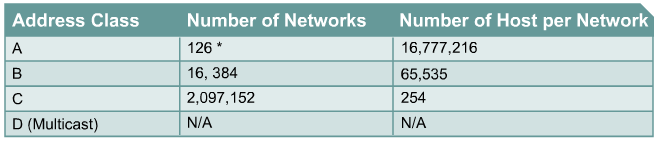 Address Class Number of Networks Number of Host per Network
A 126 * 16,777,216
B 16, 384 65,535
C 2,097,152 254
D (Multicast) N/A N/A